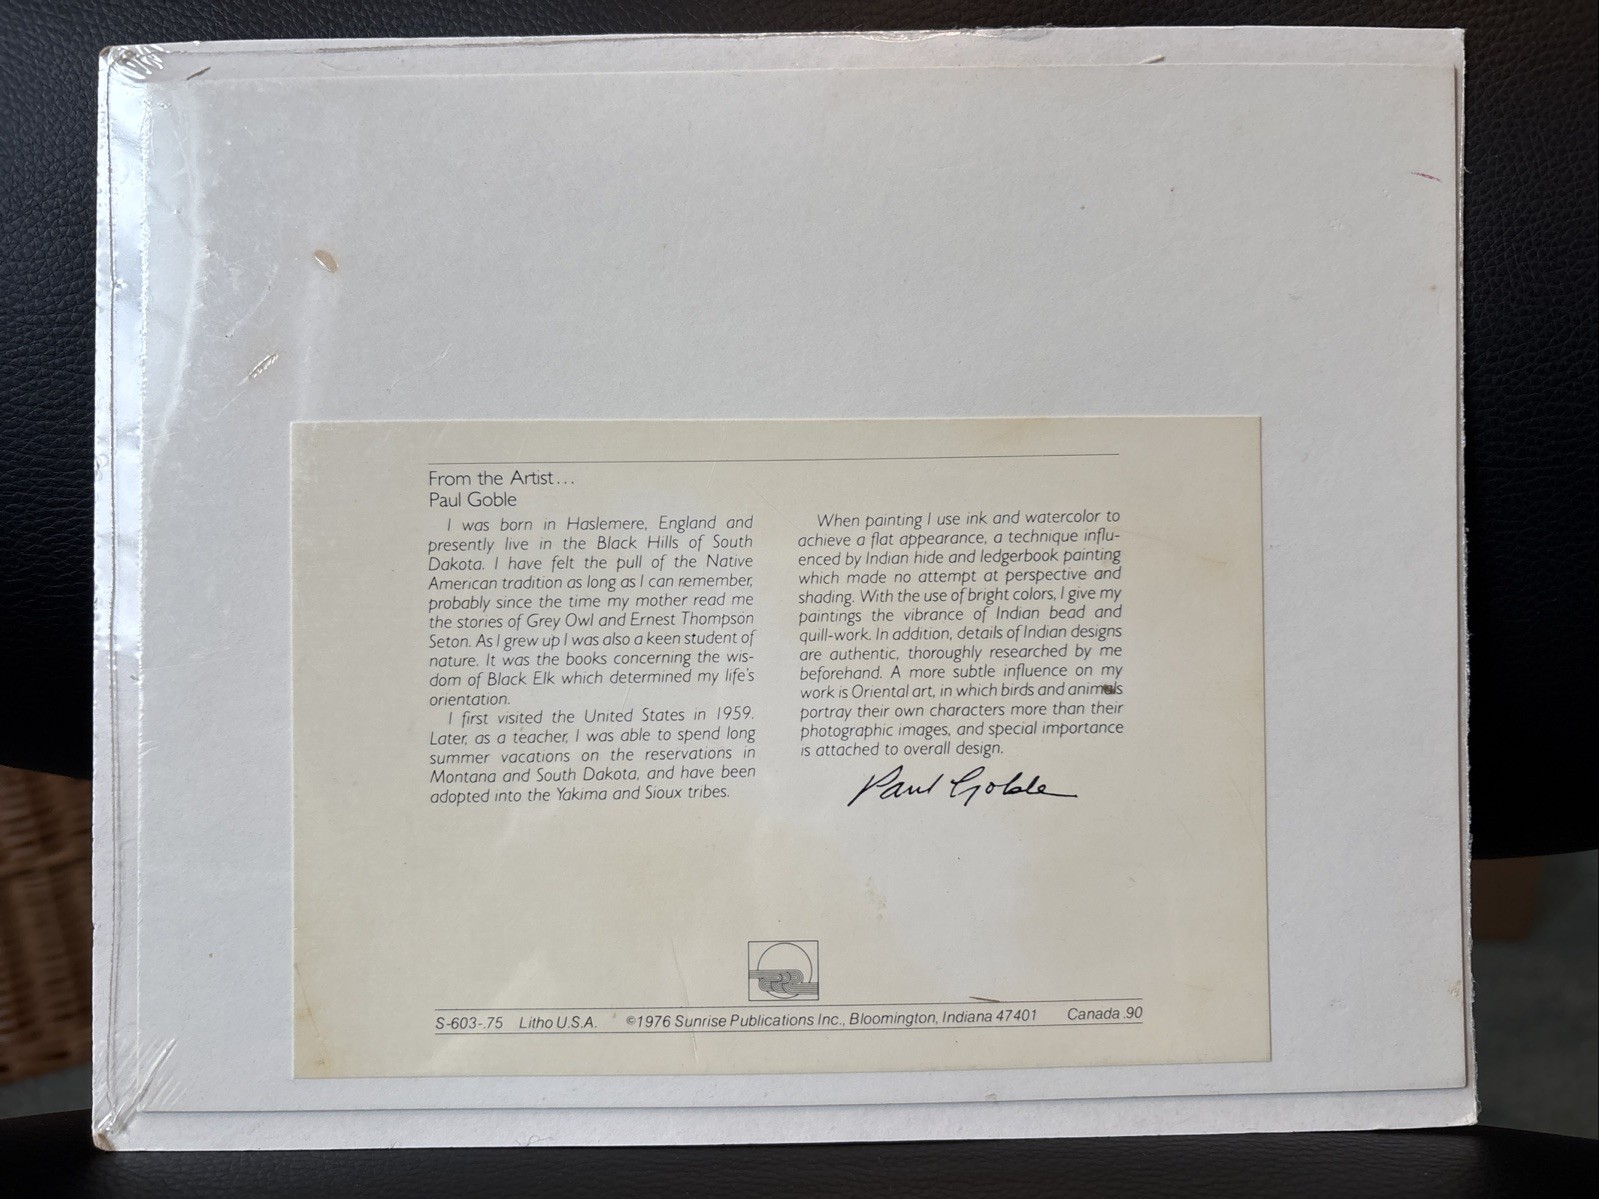 From the Artist...
Paul Goble
I was born in Haslemere, England and
presently live in the Black Hills of South
Dakota. I have felt the pull of the Native
American tradition as long as I can remember,
probably since the time my mother read me
the stories of Grey Owl and Ernest Thompson
Seton. As I grew up I was also a keen student of
nature. It was the books concerning the wis-
dom of Black Elk which determined my life's
orientation.
I first visited the United States in 1959.
Later, as a teacher, I was able to spend long
summer vacations on the reservations in
Montana and South Dakota, and have been
adopted into the Yakima and Sioux tribes.
When painting I use ink and watercolor to
achieve a flat appearance, a technique influ-
enced by Indian hide and ledgerbook painting
which made no attempt at perspective and
shading. With the use of bright colors, I give my
paintings the vibrance of Indian bead and
quill-work. In addition, details of Indian designs
are authentic, thoroughly researched by me
beforehand. A more subtle influence on my
work is Oriental art, in which birds and animals
portray their own characters more than their
photographic images, and special importance
is attached to overall design.
Paul Goble
S-603-.75 Litho U.S.A. ©1976 Sunrise Publications Inc., Bloomington, Indiana 47401 Canada .90